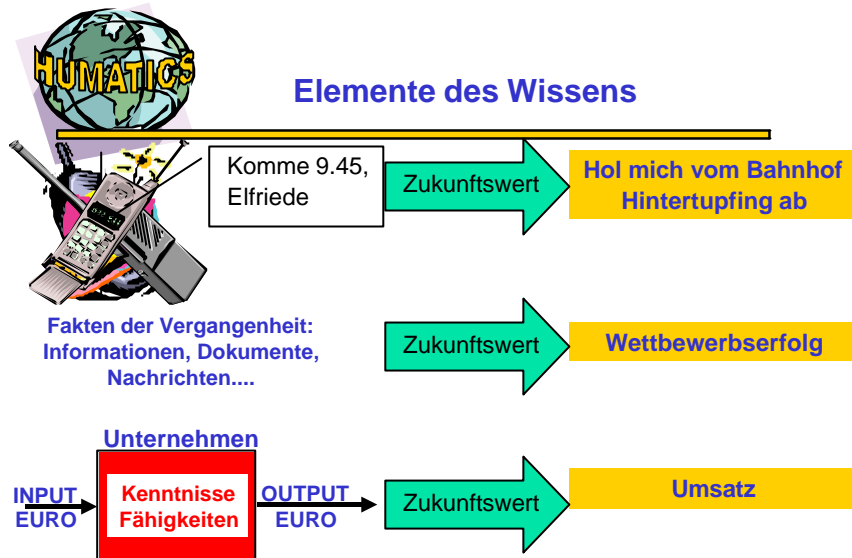 HUMATICS
Elemente des Wissens
Komme 9.45,
Elfriede
Zukunftswert
Hol mich vom Bahnhof
Hintertupfing ab
Fakten der Vergangenheit:
Informationen, Dokumente,
Nachrichten....
Zukunftswert
Wettbewerbserfolg
Unternehmen
INPUT
EURO
Kenntnisse
Fähigkeiten
OUTPUT
EURO
Zukunftswert
Umsatz